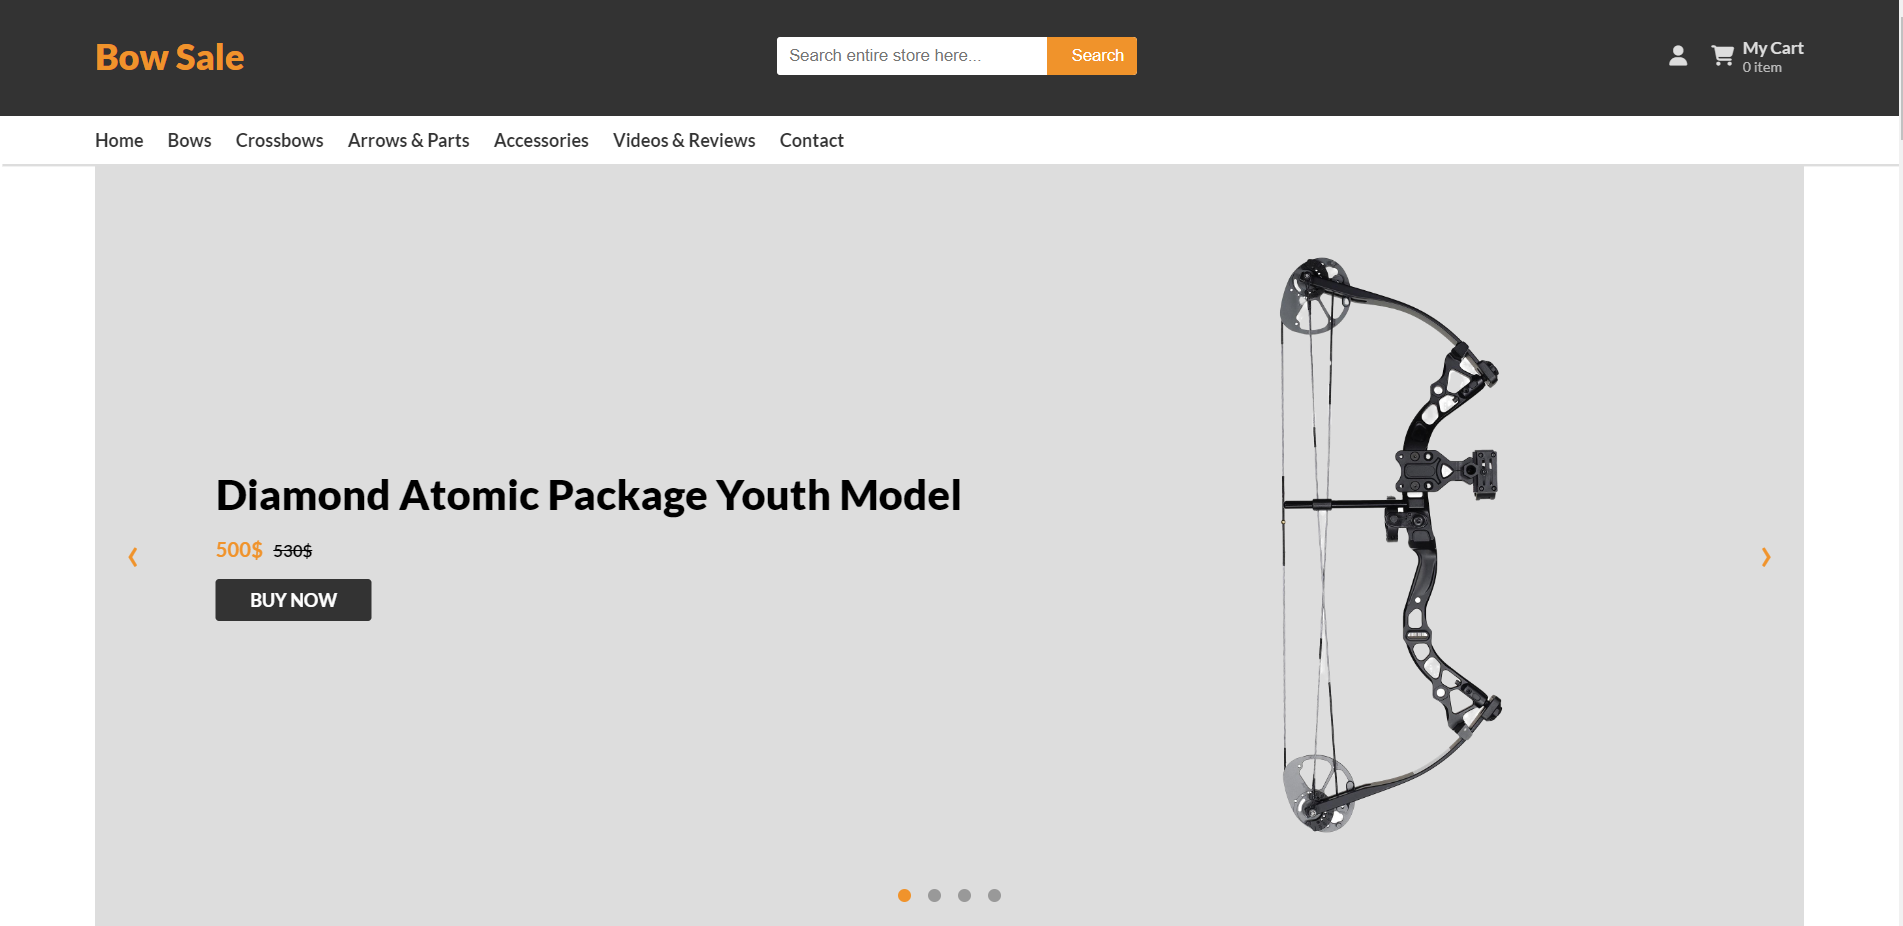 Bow Sale
Search entire store here...
Search
My Cart
0 item
Home Bows Crossbows Arrows & Parts Accessories Videos & Reviews Contact
Diamond Atomic Package Youth Model
500$ 530$
BUY NOW